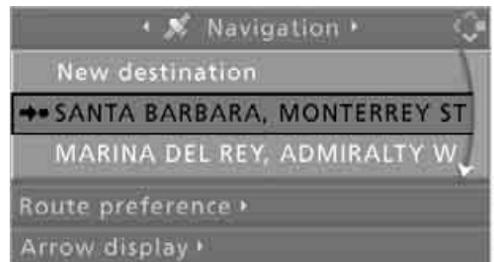 Navigation
New destination
SANTA BARBARA, MONTERREY ST
MARINA DEL REY, ADMIRALTY W
Route preference
Arrow display